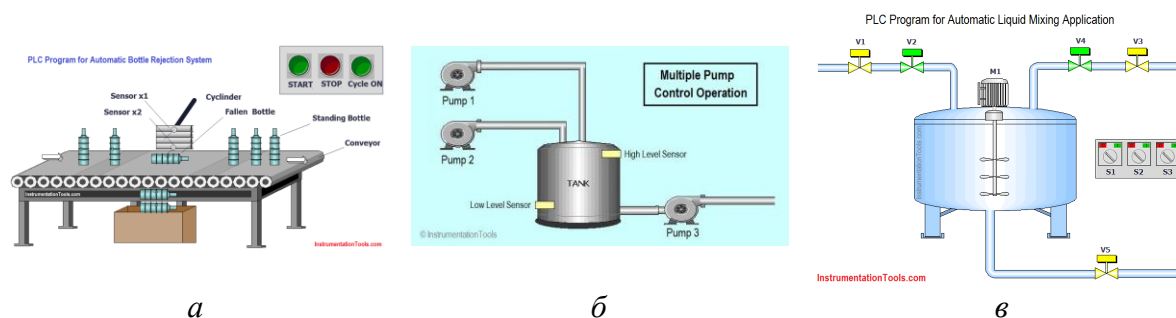 PLC Program for Automatic Bottle Rejection System
START STOP Cycle ON
Sensor x1
Cyclinder
Sensor x2
Fallen Bottle
Standing Bottle
Conveyor
InstrumentationTools.com
InstrumentationTools.com
а
Multiple Pump
Control Operation
Pump 1
Pump 2
High Level Sensor
TANK
Low Level Sensor
Pump 3
© InstrumentationTools
б
PLC Program for Automatic Liquid Mixing Application
V1 V2 V4 V3
M1
InstrumentationTools.com
S1 S2 S3
V5
InstrumentationTools.com
в